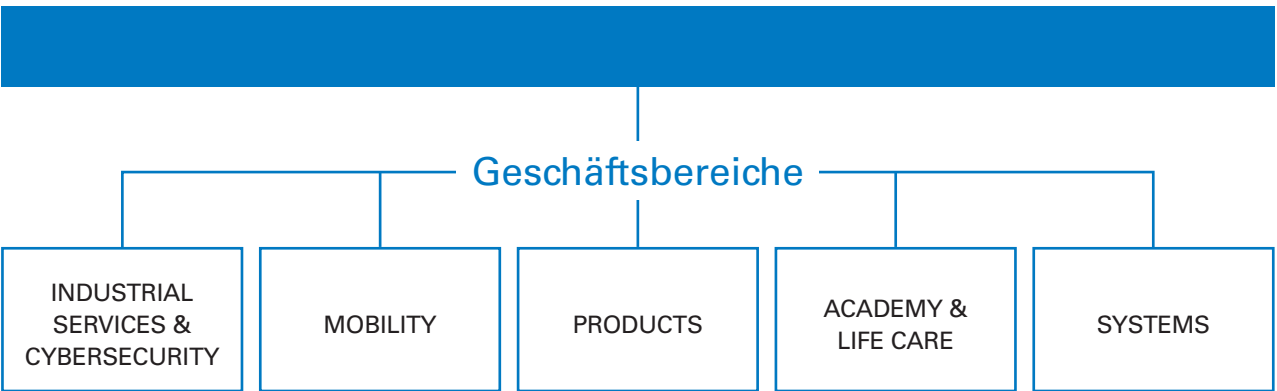 Geschäftsbereiche
INDUSTRIAL
SERVICES &
CYBERSECURITY
MOBILITY
PRODUCTS
ACADEMY &
LIFE CARE
SYSTEMS